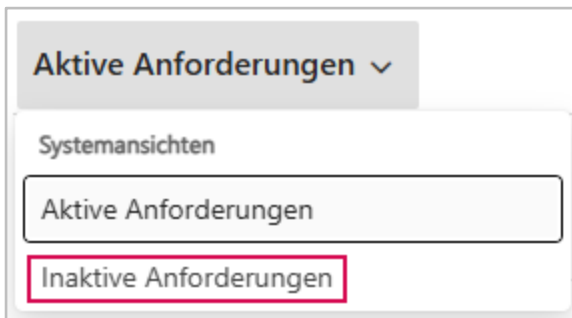 Aktive Anforderungen
Systemansichten
Aktive Anforderungen
Inaktive Anforderungen